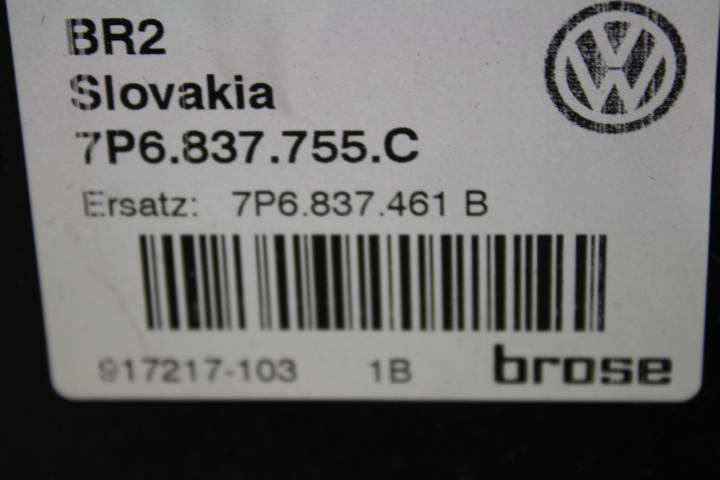 BR2
Slovakia
7P6.837.755.C
Ersatz: 7P6.837.461 B
917217-103 1B brose